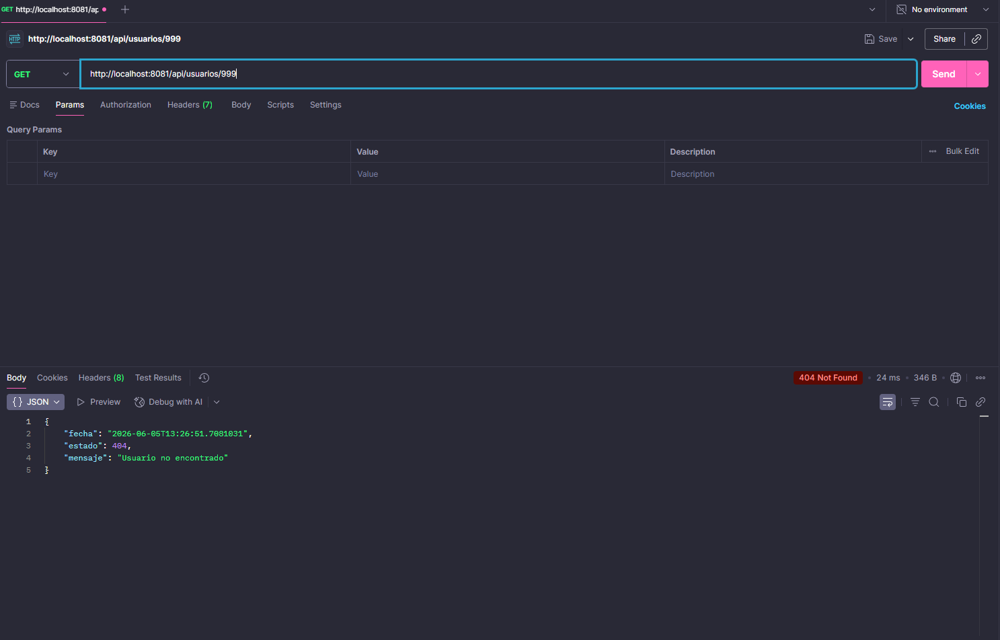 GET http://localhost:8081/ap
No environment
HTTP http://localhost:8081/api/usuarios/999
Save Share
GET http://localhost:8081/api/usuarios/999 Send
Docs Params Authorization Headers (7) Body Scripts Settings Cookies
Query Params
Key Value Description Bulk Edit
Key Value Description
Body Cookies Headers (8) Test Results 404 Not Found • 24 ms • 346 B
{ } JSON Preview Debug with AI
1 {
2 "fecha": "2026-06-05T13:26:51.7081031",
3 "estado": 404,
4 "mensaje": "Usuario no encontrado"
5 }